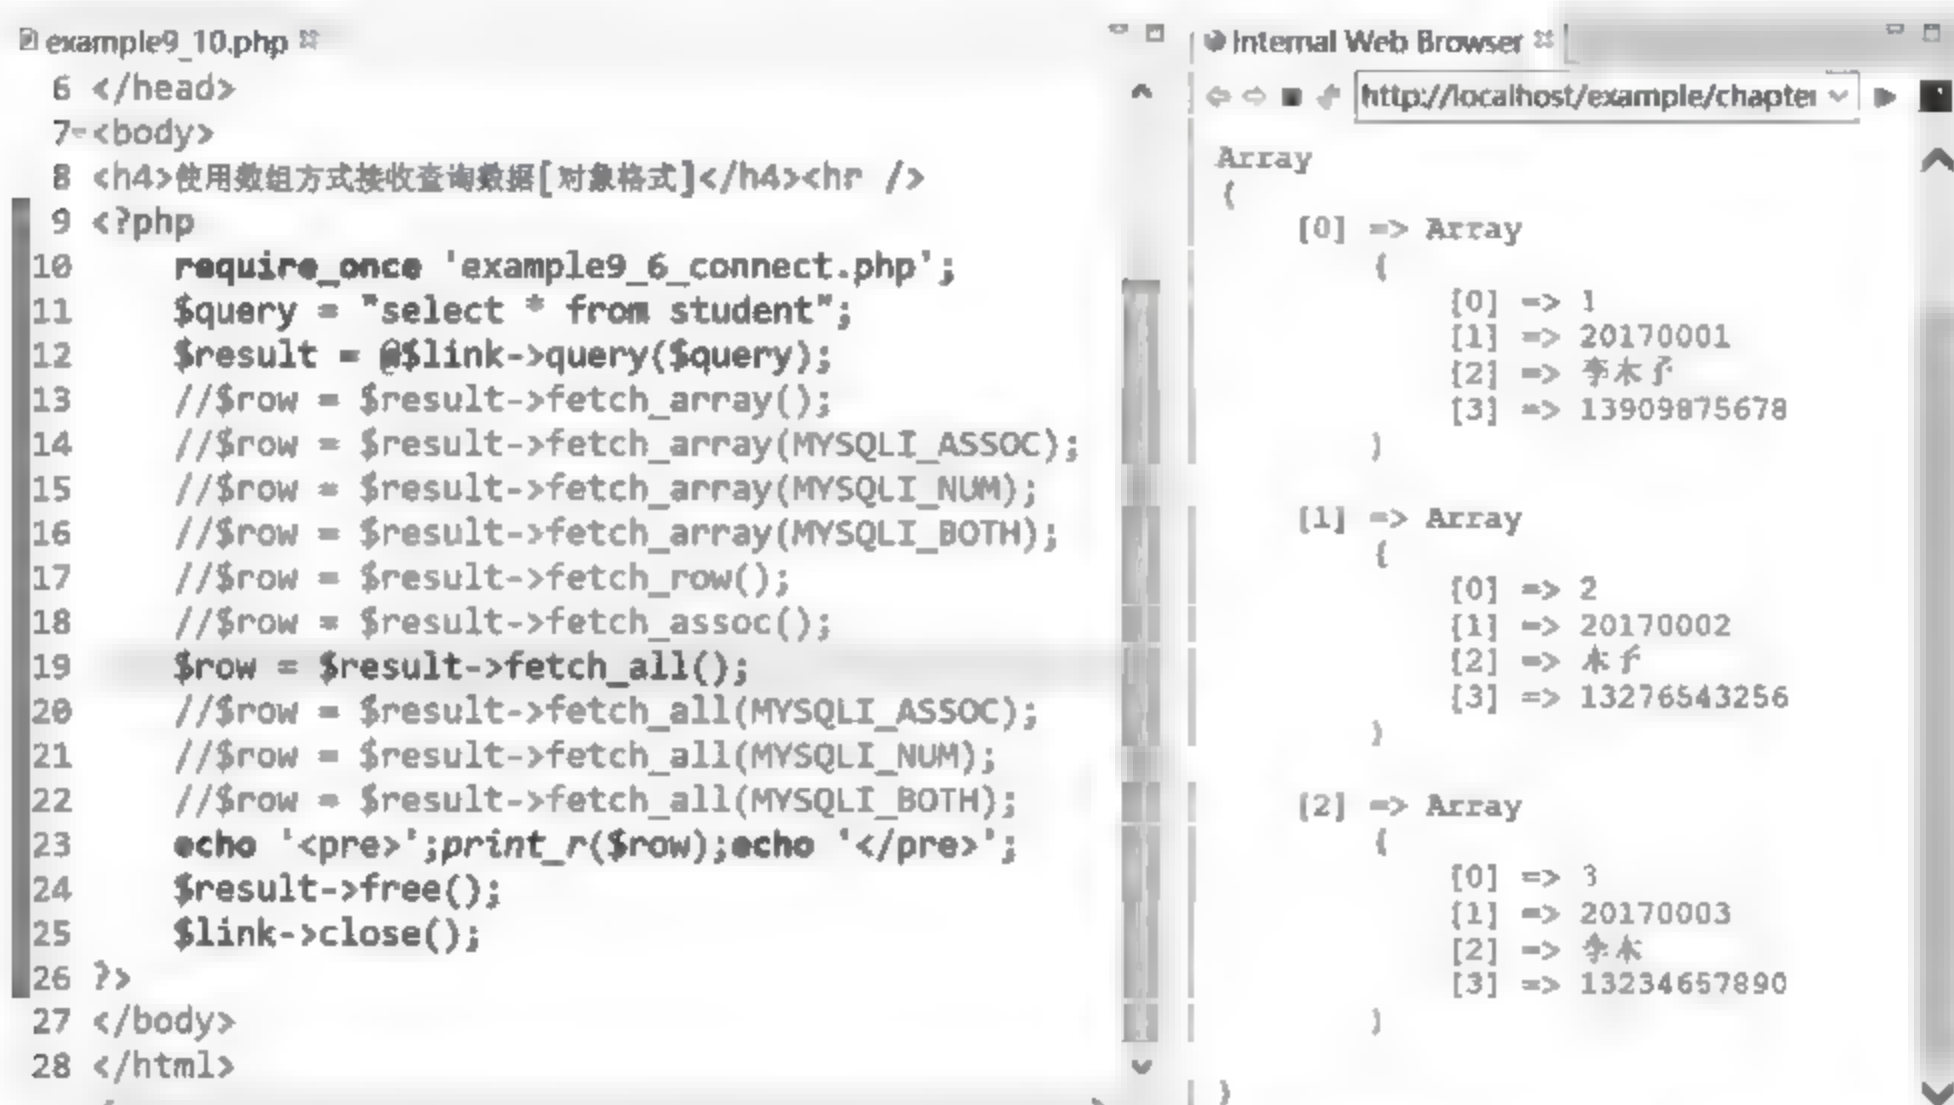 example9_10.php
6 </head>
7 <body>
8 <h4>使用数组方式接收查询数据[对象格式]</h4><hr />
9 <?php
10 require_once 'example9_6_connect.php';
11 $query = "select * from student";
12 $result = @$link->query($query);
13 //$row = $result->fetch_array();
14 //$row = $result->fetch_array(MYSQLI_ASSOC);
15 //$row = $result->fetch_array(MYSQLI_NUM);
16 //$row = $result->fetch_array(MYSQLI_BOTH);
17 //$row = $result->fetch_row();
18 //$row = $result->fetch_assoc();
19 $row = $result->fetch_all();
20 //$row = $result->fetch_all(MYSQLI_ASSOC);
21 //$row = $result->fetch_all(MYSQLI_NUM);
22 //$row = $result->fetch_all(MYSQLI_BOTH);
23 echo '<pre>';print_r($row);echo '</pre>';
24 $result->free();
25 $link->close();
26 ?>
27 </body>
28 </html>
Internal Web Browser
http://localhost/example/chapter
Array
(
[0] => Array
(
[0] => 1
[1] => 20170001
[2] => 李木子
[3] => 13909875678
)
[1] => Array
(
[0] => 2
[1] => 20170002
[2] => 木子
[3] => 13276543256
)
[2] => Array
(
[0] => 3
[1] => 20170003
[2] => 李木
[3] => 13234657890
)
)